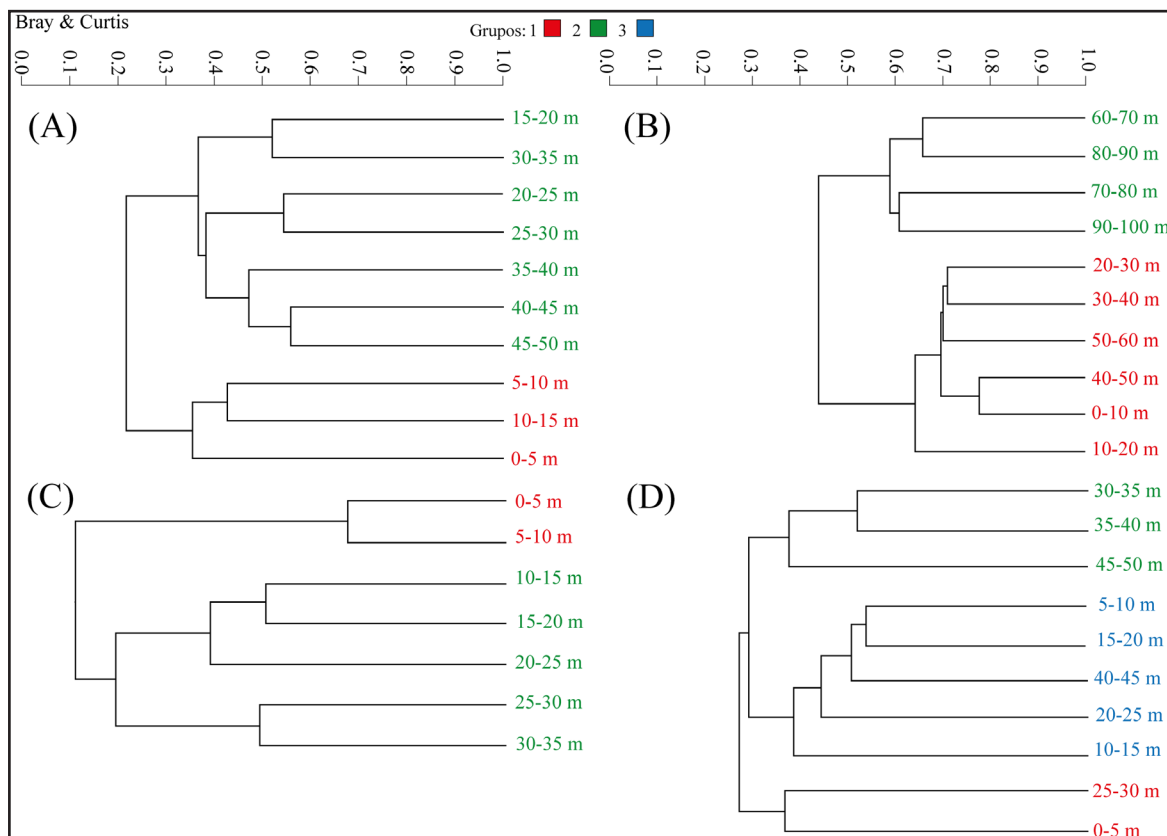 Bray & Curtis
Grupos: 1 2 3
0.0 0.1 0.2 0.3 0.4 0.5 0.6 0.7 0.8 0.9 1.0
0.0 0.1 0.2 0.3 0.4 0.5 0.6 0.7 0.8 0.9 1.0
(A)
15-20 m
30-35 m
20-25 m
25-30 m
35-40 m
40-45 m
45-50 m
5-10 m
10-15 m
0-5 m
(B)
60-70 m
80-90 m
70-80 m
90-100 m
20-30 m
30-40 m
50-60 m
40-50 m
0-10 m
10-20 m
(C)
0-5 m
5-10 m
10-15 m
15-20 m
20-25 m
25-30 m
30-35 m
(D)
30-35 m
35-40 m
45-50 m
5-10 m
15-20 m
40-45 m
20-25 m
10-15 m
25-30 m
0-5 m